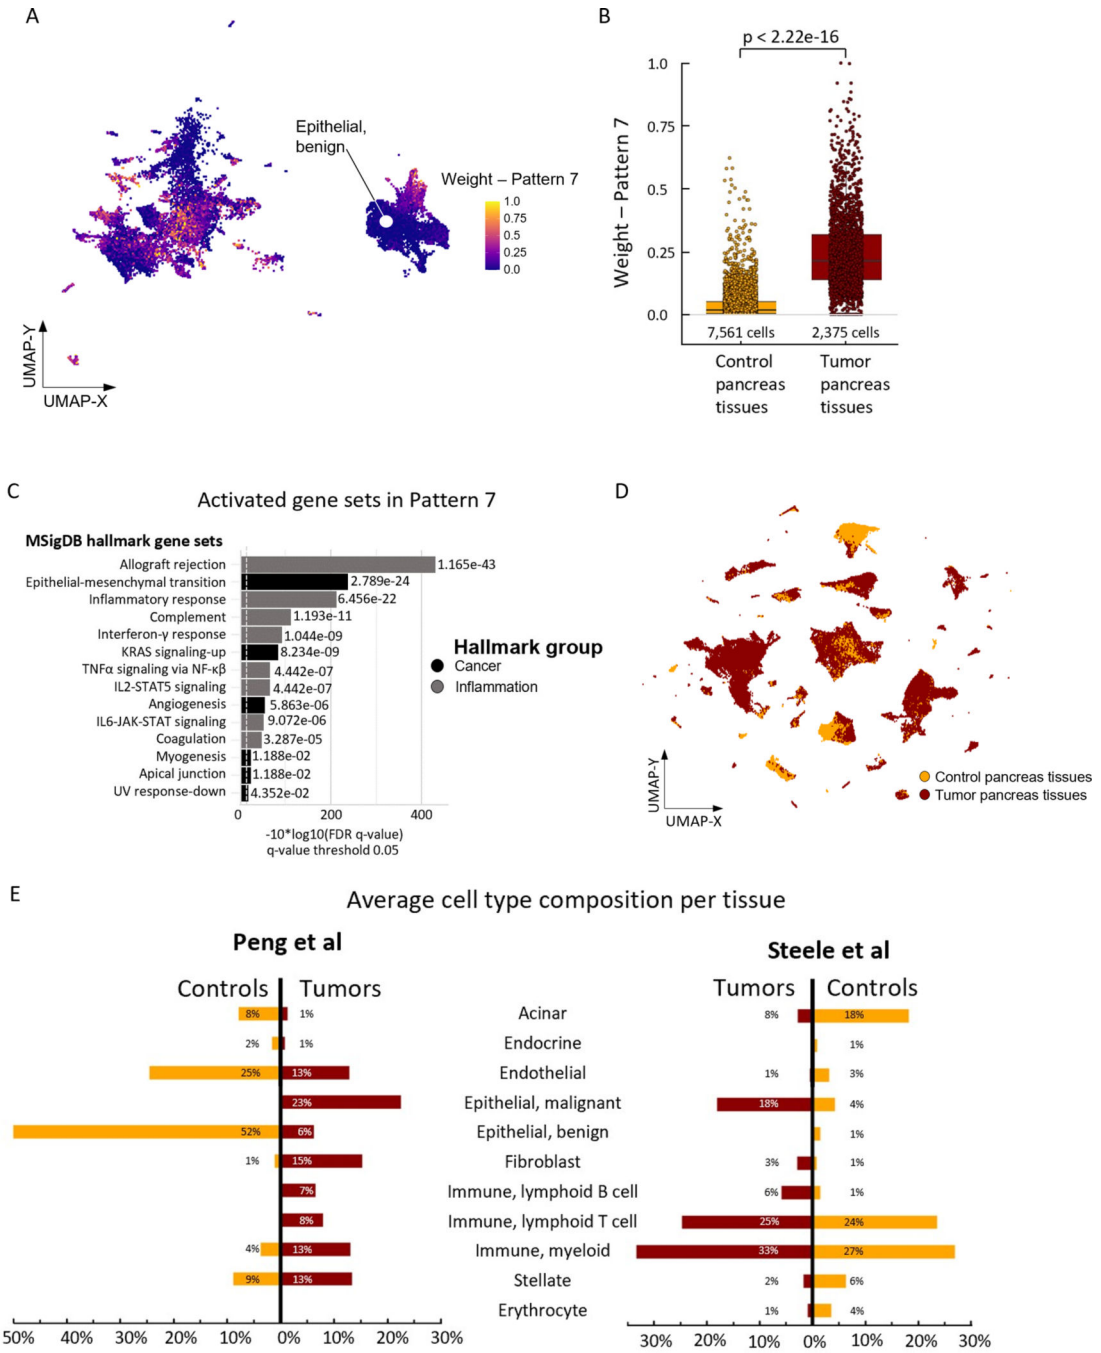 A
Epithelial,
benign
Weight – Pattern 7
1.0
0.75
0.50
0.25
0.0
UMAP-Y
UMAP-X
B
p < 2.22e-16
Weight – Pattern 7
1.0
0.75
0.5
0.25
0.0
7,561 cells
2,375 cells
Control
pancreas
tissues
Tumor
pancreas
tissues
C
Activated gene sets in Pattern 7
MSigDB hallmark gene sets
Allograft rejection 1.165e-43
Epithelial-mesenchymal transition 2.789e-24
Inflammatory response 6.456e-22
Complement 1.193e-11
Interferon-γ response 1.044e-09
KRAS signaling-up 8.234e-09
TNFα signaling via NF-κβ 4.442e-07
IL2-STAT5 signaling 4.442e-07
Angiogenesis 5.863e-06
IL6-JAK-STAT signaling 9.072e-06
Coagulation 3.287e-05
Myogenesis 1.188e-02
Apical junction 1.188e-02
UV response-down 4.352e-02
0 200 400
-10*log10(FDR q-value)
q-value threshold 0.05
Hallmark group
Cancer
Inflammation
D
UMAP-Y
UMAP-X
Control pancreas tissues
Tumor pancreas tissues
E
Average cell type composition per tissue
Peng et al
Steele et al
Controls Tumors
Tumors Controls
8% 1% Acinar 8% 18%
2% 1% Endocrine 1%
25% 13% Endothelial 1% 3%
23% Epithelial, malignant 18% 4%
52% 6% Epithelial, benign 1%
1% 15% Fibroblast 3% 1%
7% Immune, lymphoid B cell 6% 1%
8% Immune, lymphoid T cell 25% 24%
4% 13% Immune, myeloid 33% 27%
9% 13% Stellate 2% 6%
Erythrocyte 1% 4%
50% 40% 30% 20% 10% 0% 10% 20% 30%
30% 20% 10% 0% 10% 20% 30%